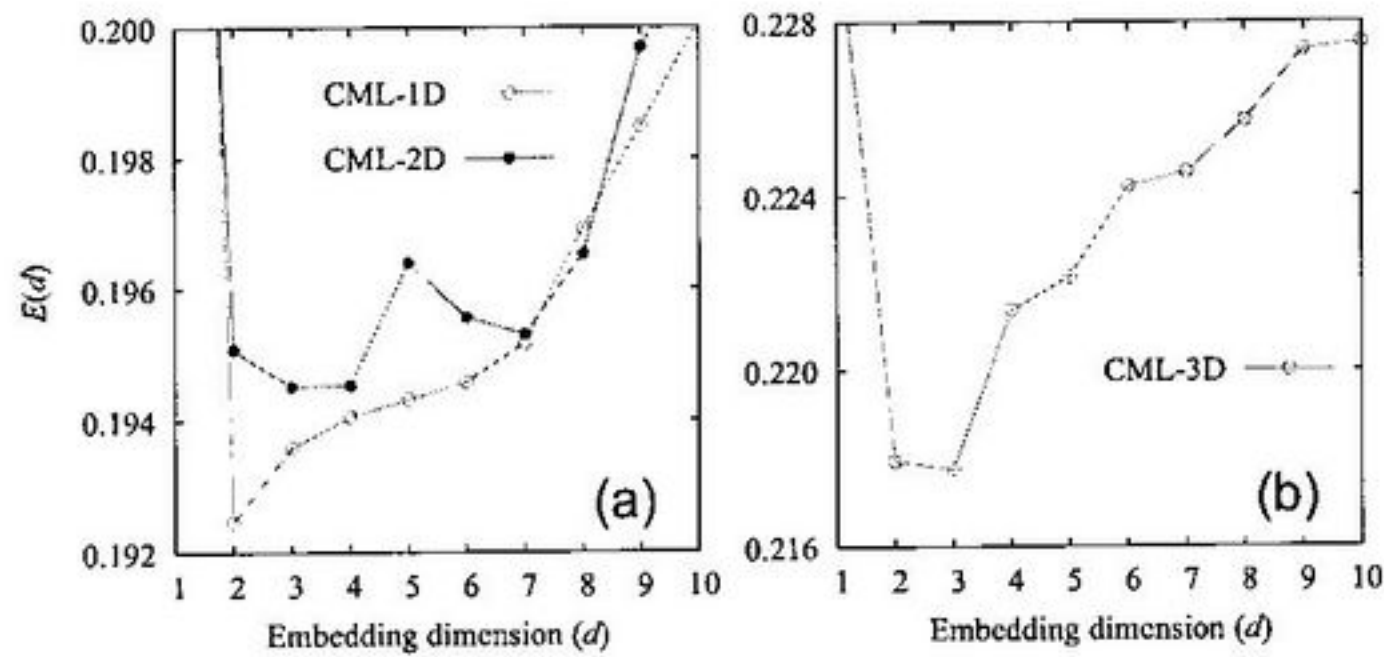 0.200
0.198
0.196
0.194
0.192
E(d)
CML-1D
CML-2D
(a)
1 2 3 4 5 6 7 8 9 10
Embedding dimension (d)
0.228
0.224
0.220
0.216
CML-3D
(b)
1 2 3 4 5 6 7 8 9 10
Embedding dimension (d)